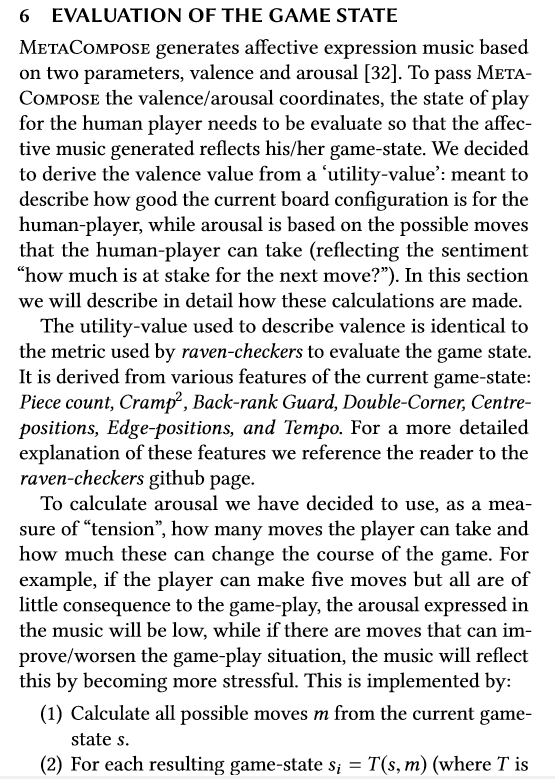 6 EVALUATION OF THE GAME STATE
METACOMPOSE generates affective expression music based
on two parameters, valence and arousal [32]. To pass META-
COMPOSE the valence/arousal coordinates, the state of play
for the human player needs to be evaluate so that the affec-
tive music generated reflects his/her game-state. We decided
to derive the valence value from a ‘utility-value’: meant to
describe how good the current board configuration is for the
human-player, while arousal is based on the possible moves
that the human-player can take (reflecting the sentiment
“how much is at stake for the next move?”). In this section
we will describe in detail how these calculations are made.
The utility-value used to describe valence is identical to
the metric used by raven-checkers to evaluate the game state.
It is derived from various features of the current game-state:
Piece count, Cramp², Back-rank Guard, Double-Corner, Centre-
positions, Edge-positions, and Tempo. For a more detailed
explanation of these features we reference the reader to the
raven-checkers github page.
To calculate arousal we have decided to use, as a mea-
sure of “tension”, how many moves the player can take and
how much these can change the course of the game. For
example, if the player can make five moves but all are of
little consequence to the game-play, the arousal expressed in
the music will be low, while if there are moves that can im-
prove/worsen the game-play situation, the music will reflect
this by becoming more stressful. This is implemented by:
(1) Calculate all possible moves m from the current game-
state s.
(2) For each resulting game-state sᵢ = T(s, m) (where T is